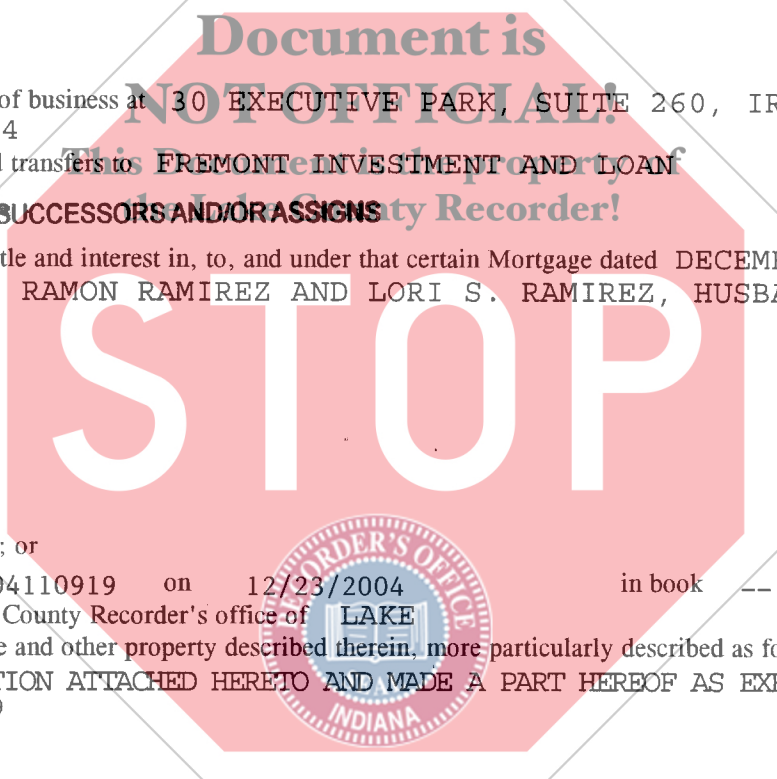 Document is
of business at 30 EXECUTIVE PARK, SUITE 260, IR
NOT OFFICIAL!
4
transfers to FREMONT INVESTMENT AND LOAN
This Document is the property of
SUCCESSORS AND/OR ASSIGNS
the Lake County Recorder!
tle and interest in, to, and under that certain Mortgage dated DECEM
RAMON RAMIREZ AND LORI S. RAMIREZ, HUSBA
STOP
; or
04110919 on 12/23/2004 in book --
County Recorder's office of LAKE
RECORDER'S OFFICE
e and other property described therein, more particularly described as fo
TION ATTACHED HERETO AND MADE A PART HEREOF AS EX
INDIANA